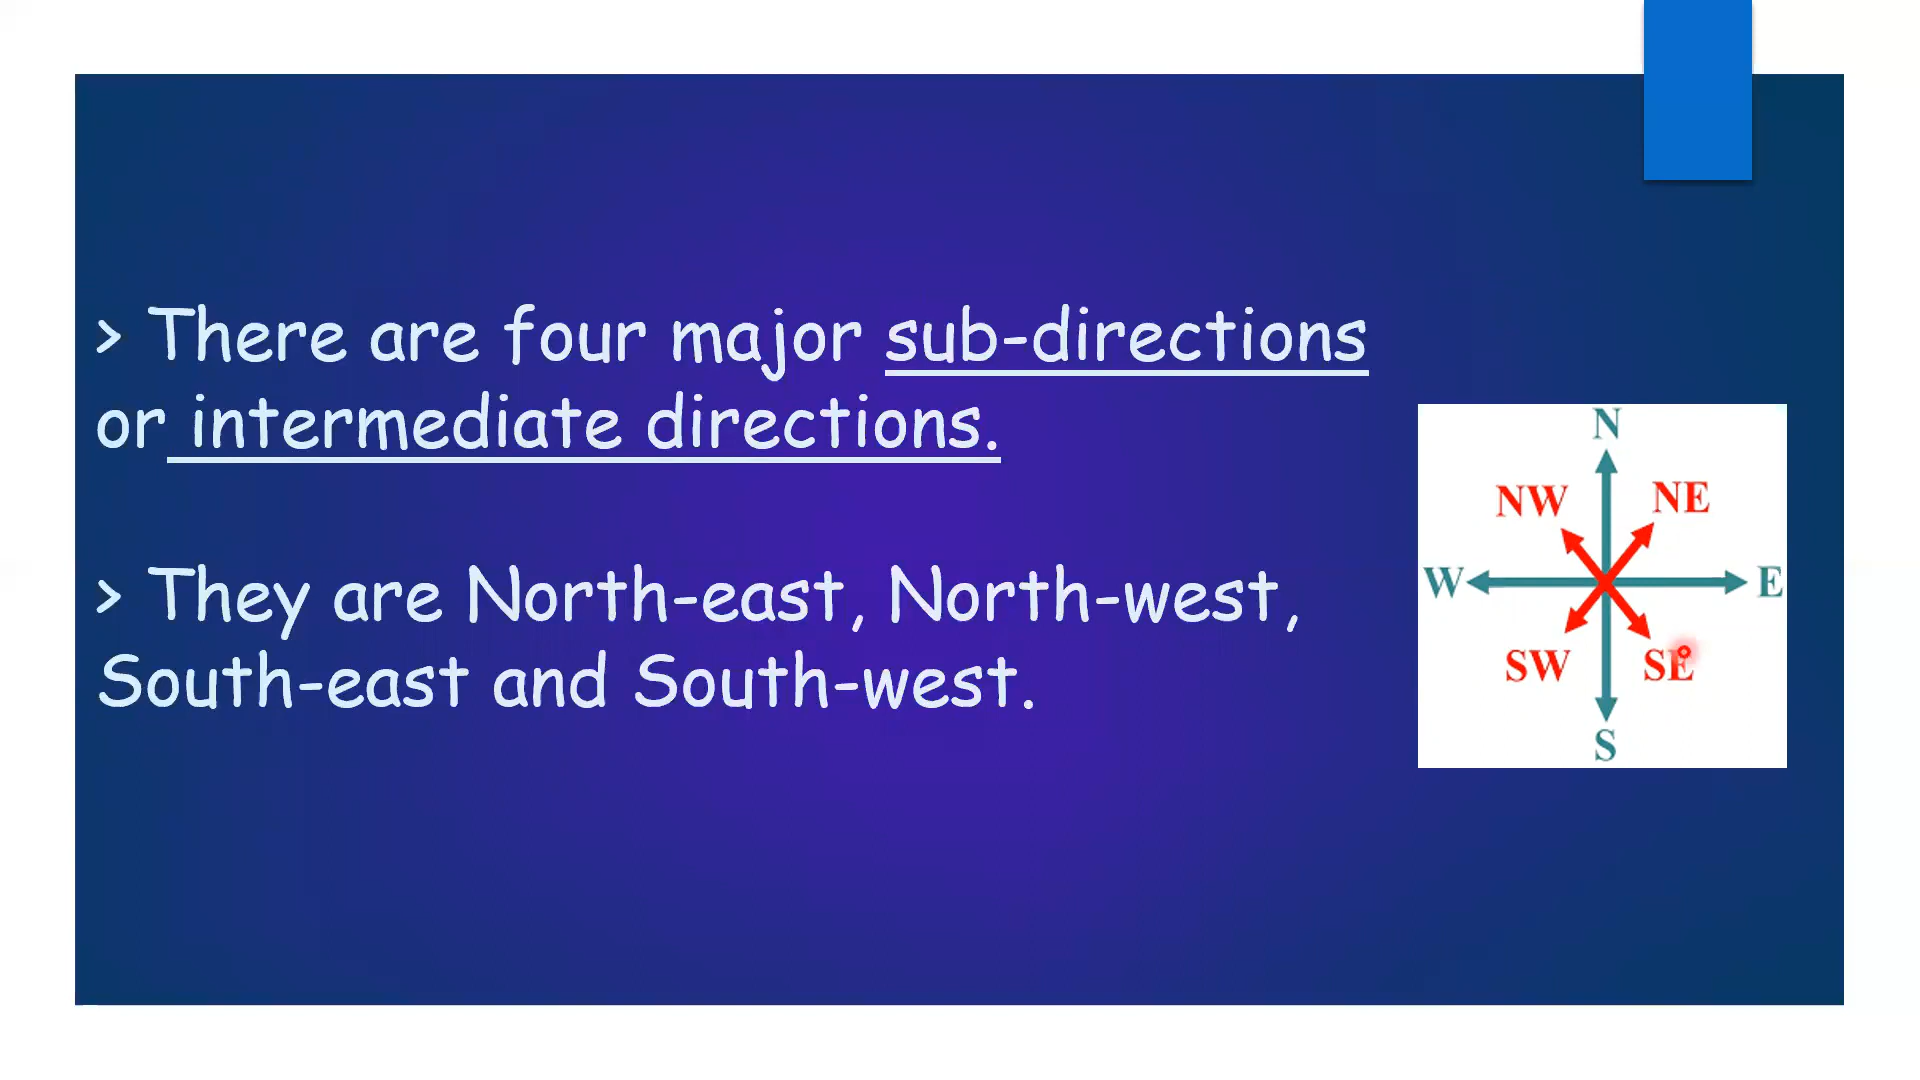 > There are four major sub-directions
or intermediate directions.
> They are North-east, North-west,
South-east and South-west.
N
NW NE
W E
SW SE
S